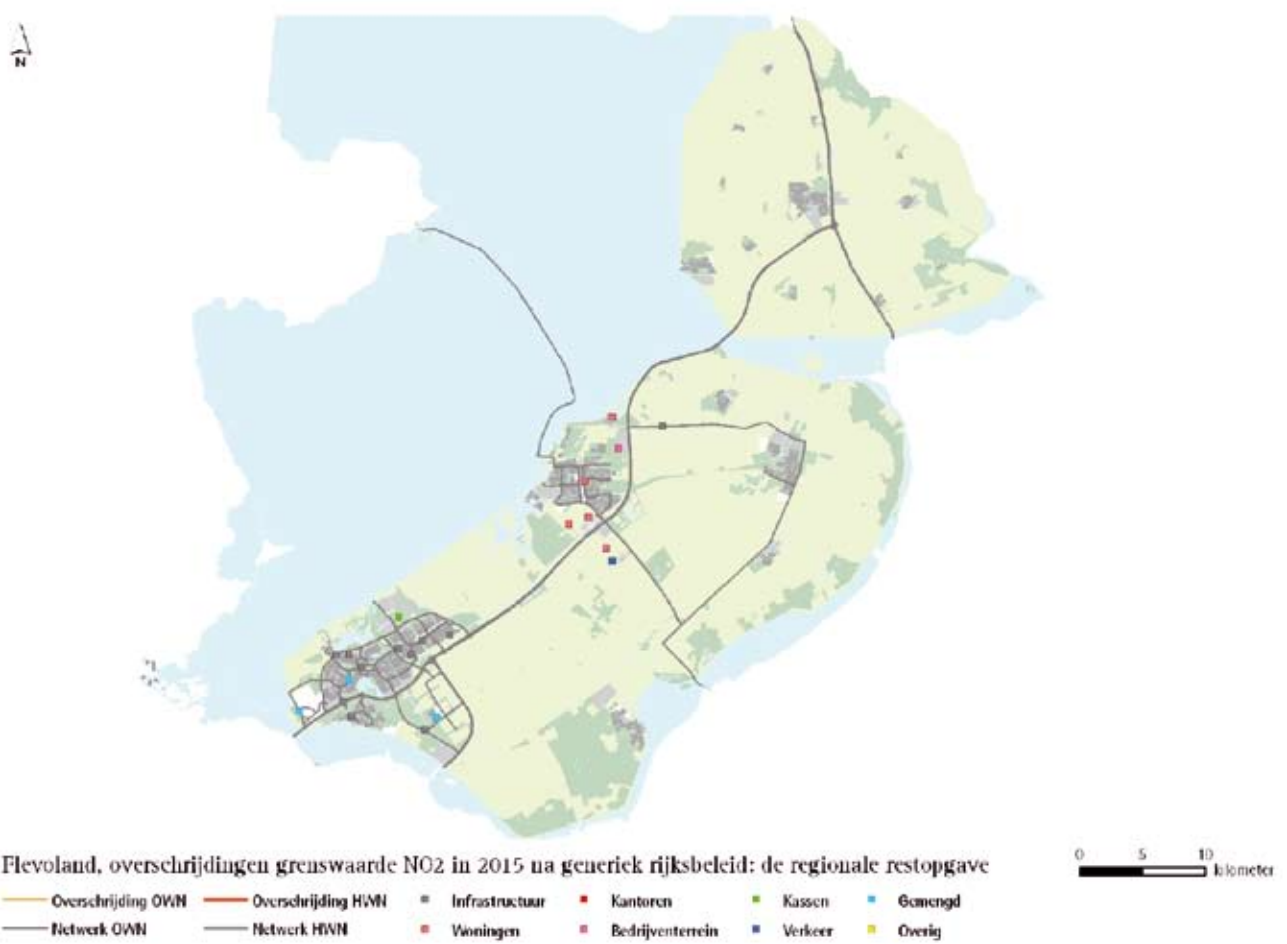 N
Flevoland, overschrijdingen grenswaarde NO2 in 2015 na generiek rijksbeleid: de regionale restopgave
0 5 10
kilometer
Overschrijding OWN Overschrijding HWN Infrastructuur Kantoren Kassen Gemengd
Netwerk OWN Netwerk HWN Woningen Bedrijventerrein Verkeer Overig